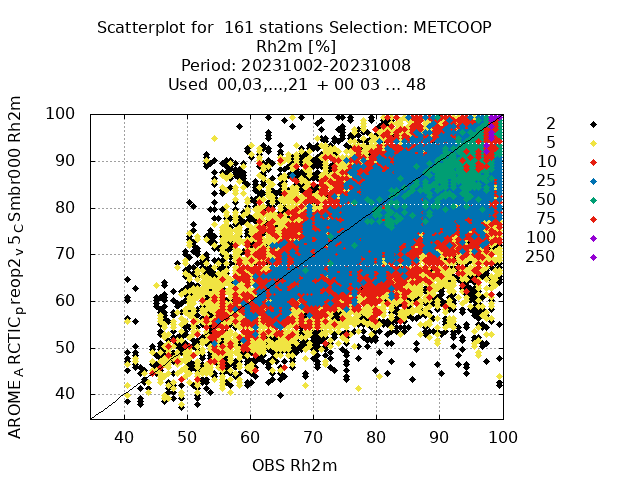 Scatterplot for  161 stations Selection: METCOOP
Rh2m [%]
Period: 20231002-20231008
Used  00,03,...,21  + 00 03 ... 48
AROME_ARCTIC_preop2_v 5_CSmbr000 Rh2m
100
90
80
70
60
50
40
40 50 60 70 80 90 100
OBS Rh2m
2
5
10
25
50
75
100
250